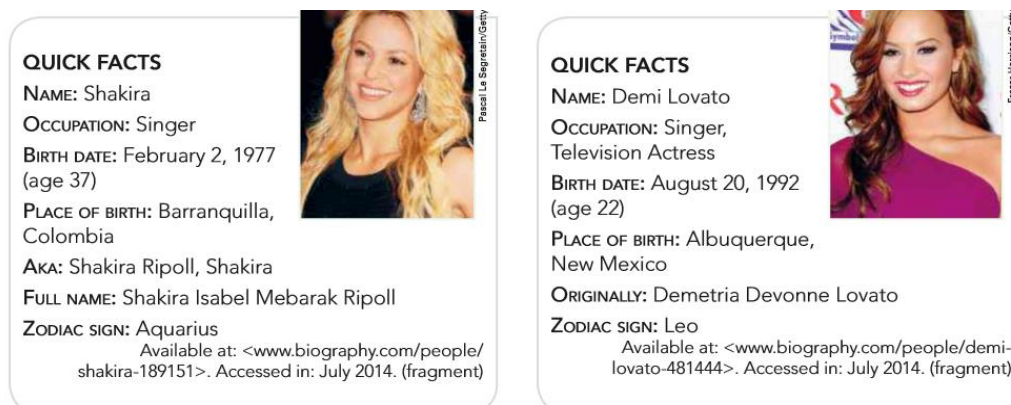 QUICK FACTS
NAME: Shakira
OCCUPATION: Singer
BIRTH DATE: February 2, 1977
(age 37)
PLACE OF BIRTH: Barranquilla,
Colombia
AKA: Shakira Ripoll, Shakira
FULL NAME: Shakira Isabel Mebarak Ripoll
ZODIAC SIGN: Aquarius
Available at: <www.biography.com/people/
shakira-189151>. Accessed in: July 2014. (fragment)
Pascal Le Segretain/Getty
QUICK FACTS
NAME: Demi Lovato
OCCUPATION: Singer,
Television Actress
BIRTH DATE: August 20, 1992
(age 22)
PLACE OF BIRTH: Albuquerque,
New Mexico
ORIGINALLY: Demetria Devonne Lovato
ZODIAC SIGN: Leo
Available at: <www.biography.com/people/demi-
lovato-481444>. Accessed in: July 2014. (fragment)